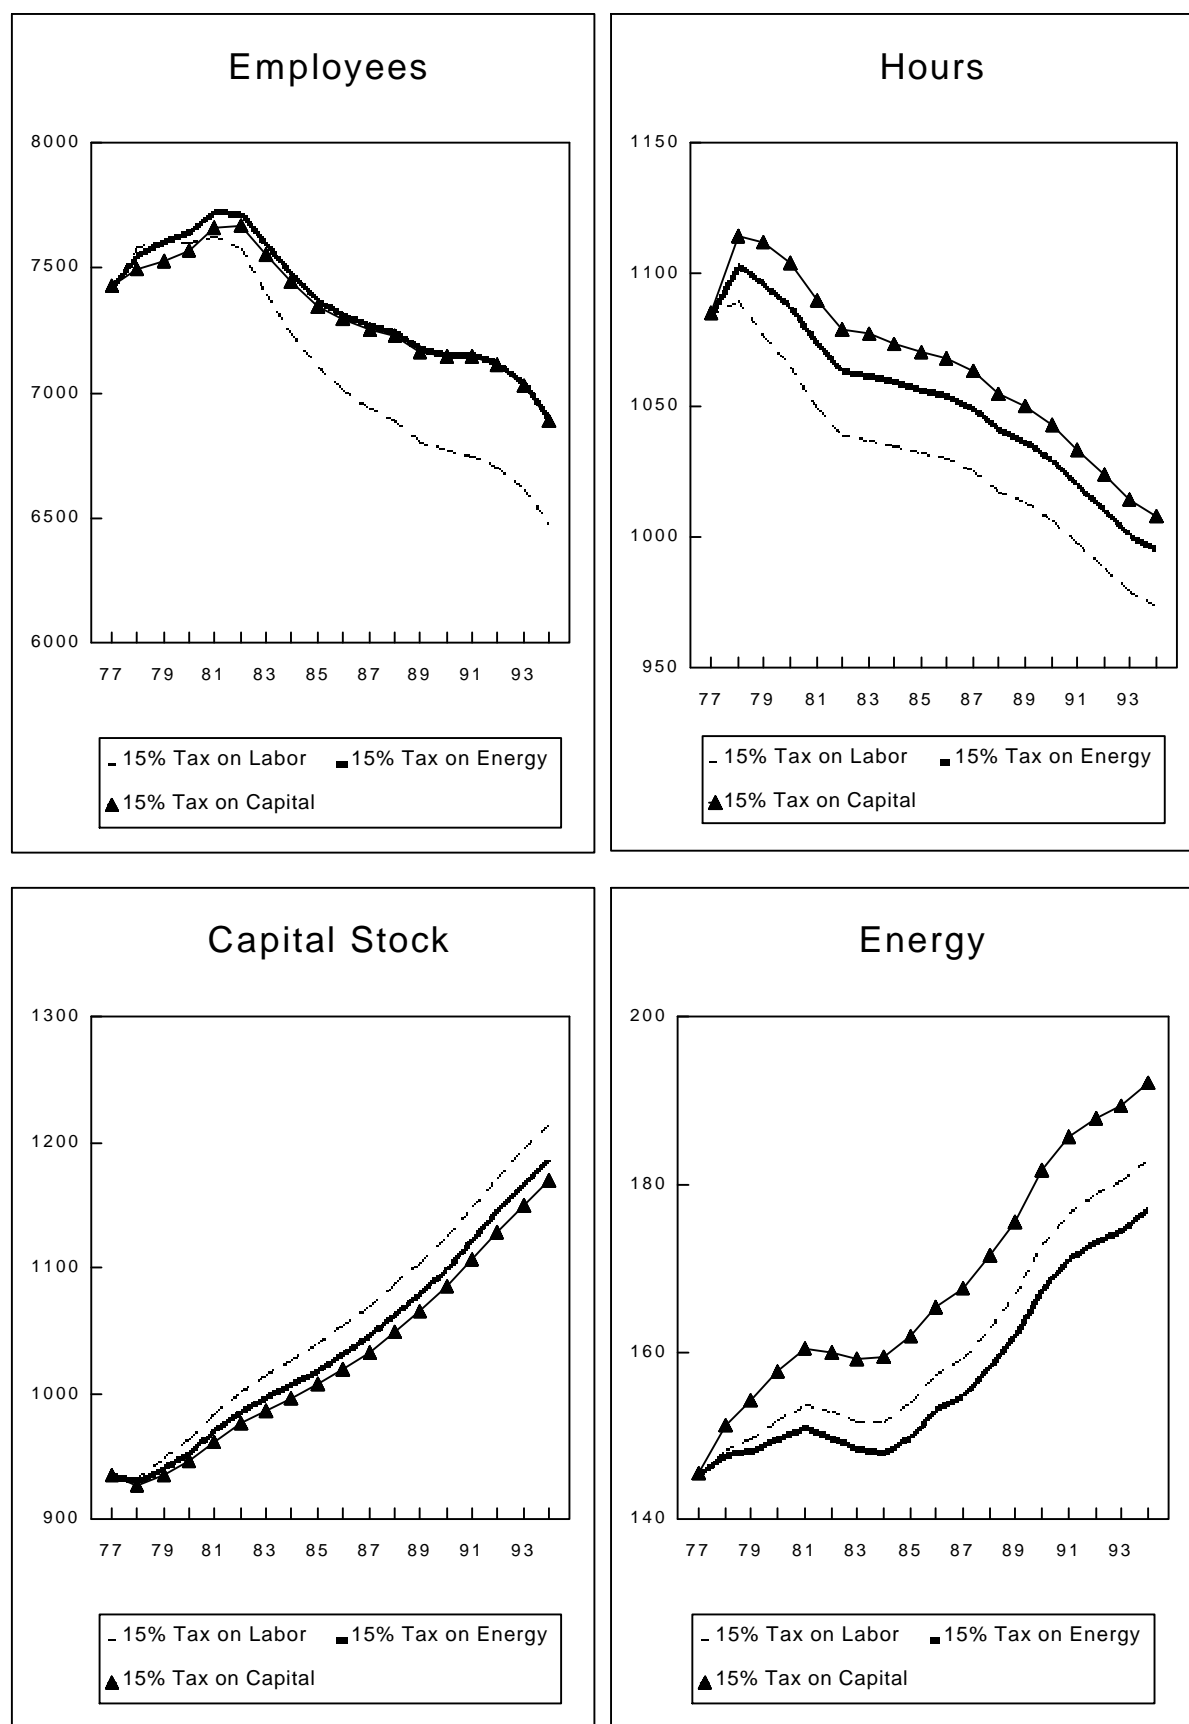 Employees
8000
7500
7000
6500
6000
77 79 81 83 85 87 89 91 93
15% Tax on Labor 15% Tax on Energy
15% Tax on Capital
Hours
1150
1100
1050
1000
950
77 79 81 83 85 87 89 91 93
15% Tax on Labor 15% Tax on Energy
15% Tax on Capital
Capital Stock
1300
1200
1100
1000
900
77 79 81 83 85 87 89 91 93
15% Tax on Labor 15% Tax on Energy
15% Tax on Capital
Energy
200
180
160
140
77 79 81 83 85 87 89 91 93
15% Tax on Labor 15% Tax on Energy
15% Tax on Capital